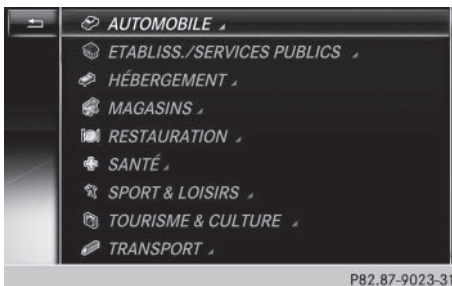 AUTOMOBILE
ETABLISS./SERVICES PUBLICS
HÉBERGEMENT
MAGASINS
RESTAURATION
SANTÉ
SPORT & LOISIRS
TOURISME & CULTURE
TRANSPORT
P82.87-9023-31